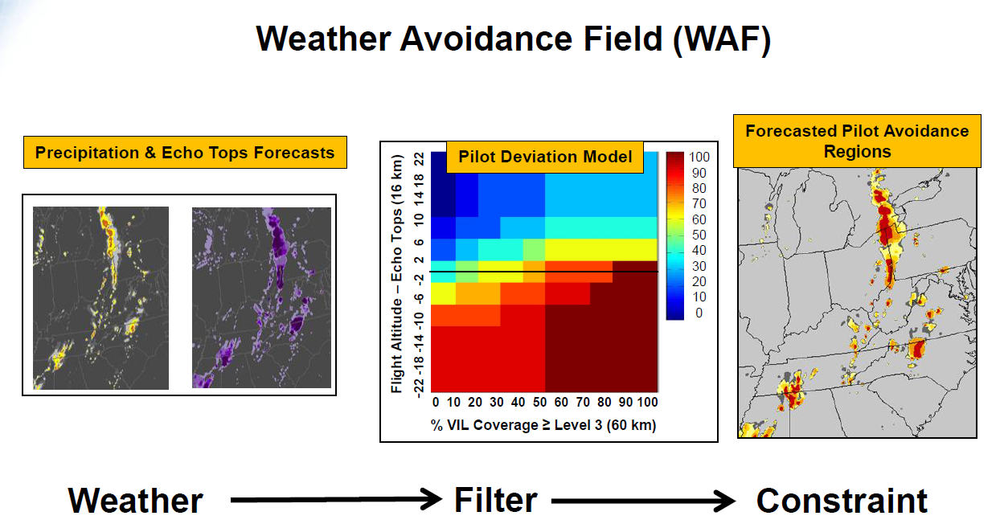 Weather Avoidance Field (WAF)
Precipitation & Echo Tops Forecasts
Pilot Deviation Model
Flight Altitude – Echo Tops (16 km)
22
18
14
10
6
2
-2
-6
-10
-14
-18
-22
0 10 20 30 40 50 60 70 80 90 100
% VIL Coverage ≥ Level 3 (60 km)
100
90
80
70
60
50
40
30
20
10
0
Forecasted Pilot Avoidance
Regions
Weather
Filter
Constraint